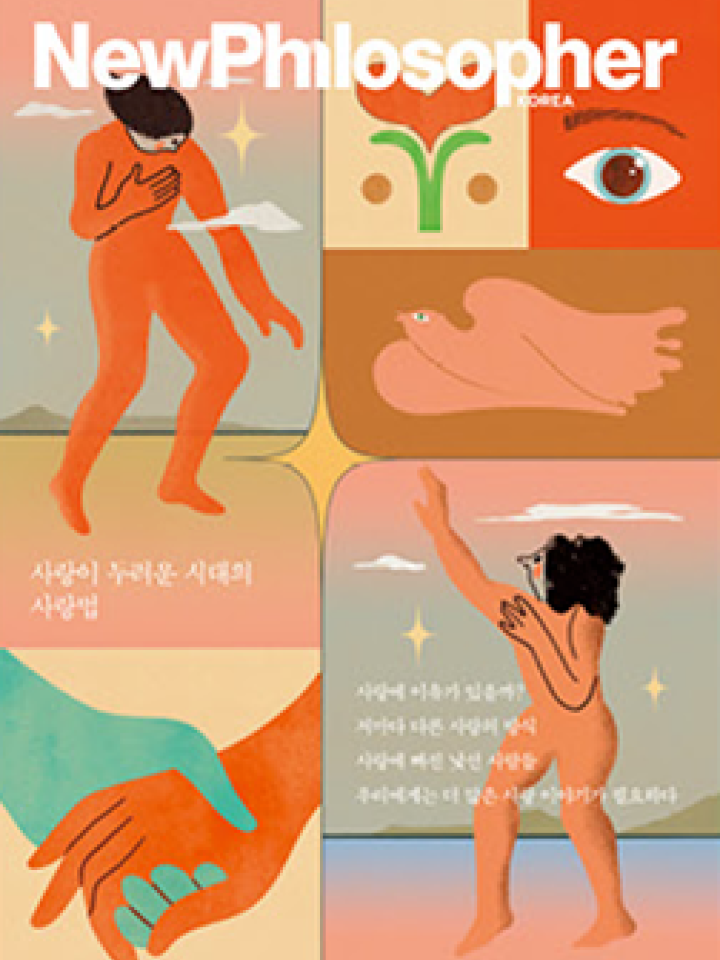 NewPhilosopher
KOREA
사랑이 두려운 시대의
사랑법
사랑에 이유가 있을까?
저마다 다른 사랑의 방식
사랑에 빠진 낯선 사람들
우리에게는 더 많은 사랑 이야기가 필요하다